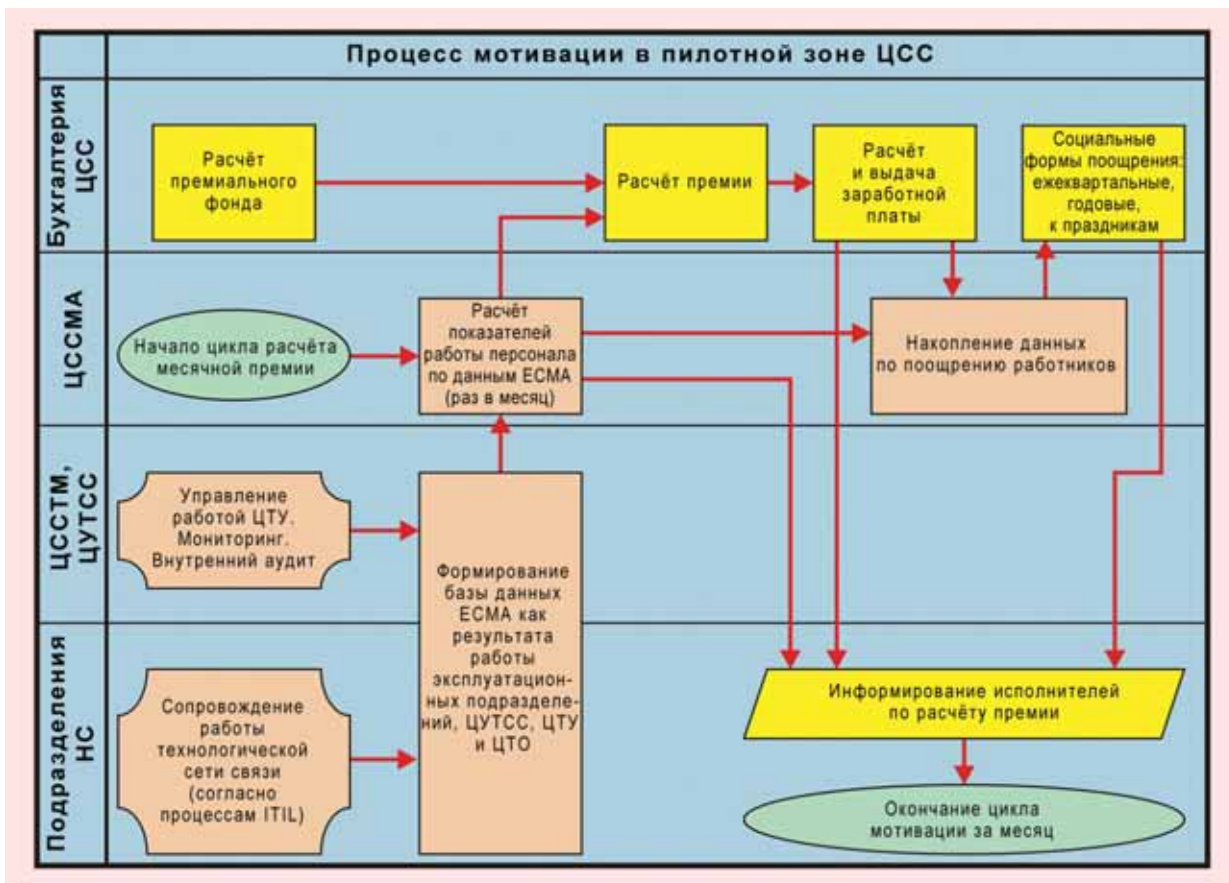 Процесс мотивации в пилотной зоне ЦСС
Бухгалтерия
ЦСС
Расчёт
премиального
фонда
Расчёт премии
Расчёт
и выдача
заработной
платы
Социальные
формы поощрения:
ежеквартальные,
годовые,
к праздникам
ЦССМА
Начало цикла расчёта
месячной премии
Расчёт
показателей
работы персонала
по данным ЕСМА
(раз в месяц)
Накопление данных
по поощрению работников
ЦССТМ,
ЦУТСС
Управление
работой ЦТУ.
Мониторинг.
Внутренний аудит
Формирование
базы данных
ЕСМА как
результата
работы
эксплуатацион-
ных подразделе-
ний, ЦУТСС, ЦТУ
и ЦТО
Подразделения
НС
Сопровождение
работы
технологической
сети связи
(согласно
процессам ITIL)
Информирование исполнителей
по расчёту премии
Окончание цикла
мотивации за месяц